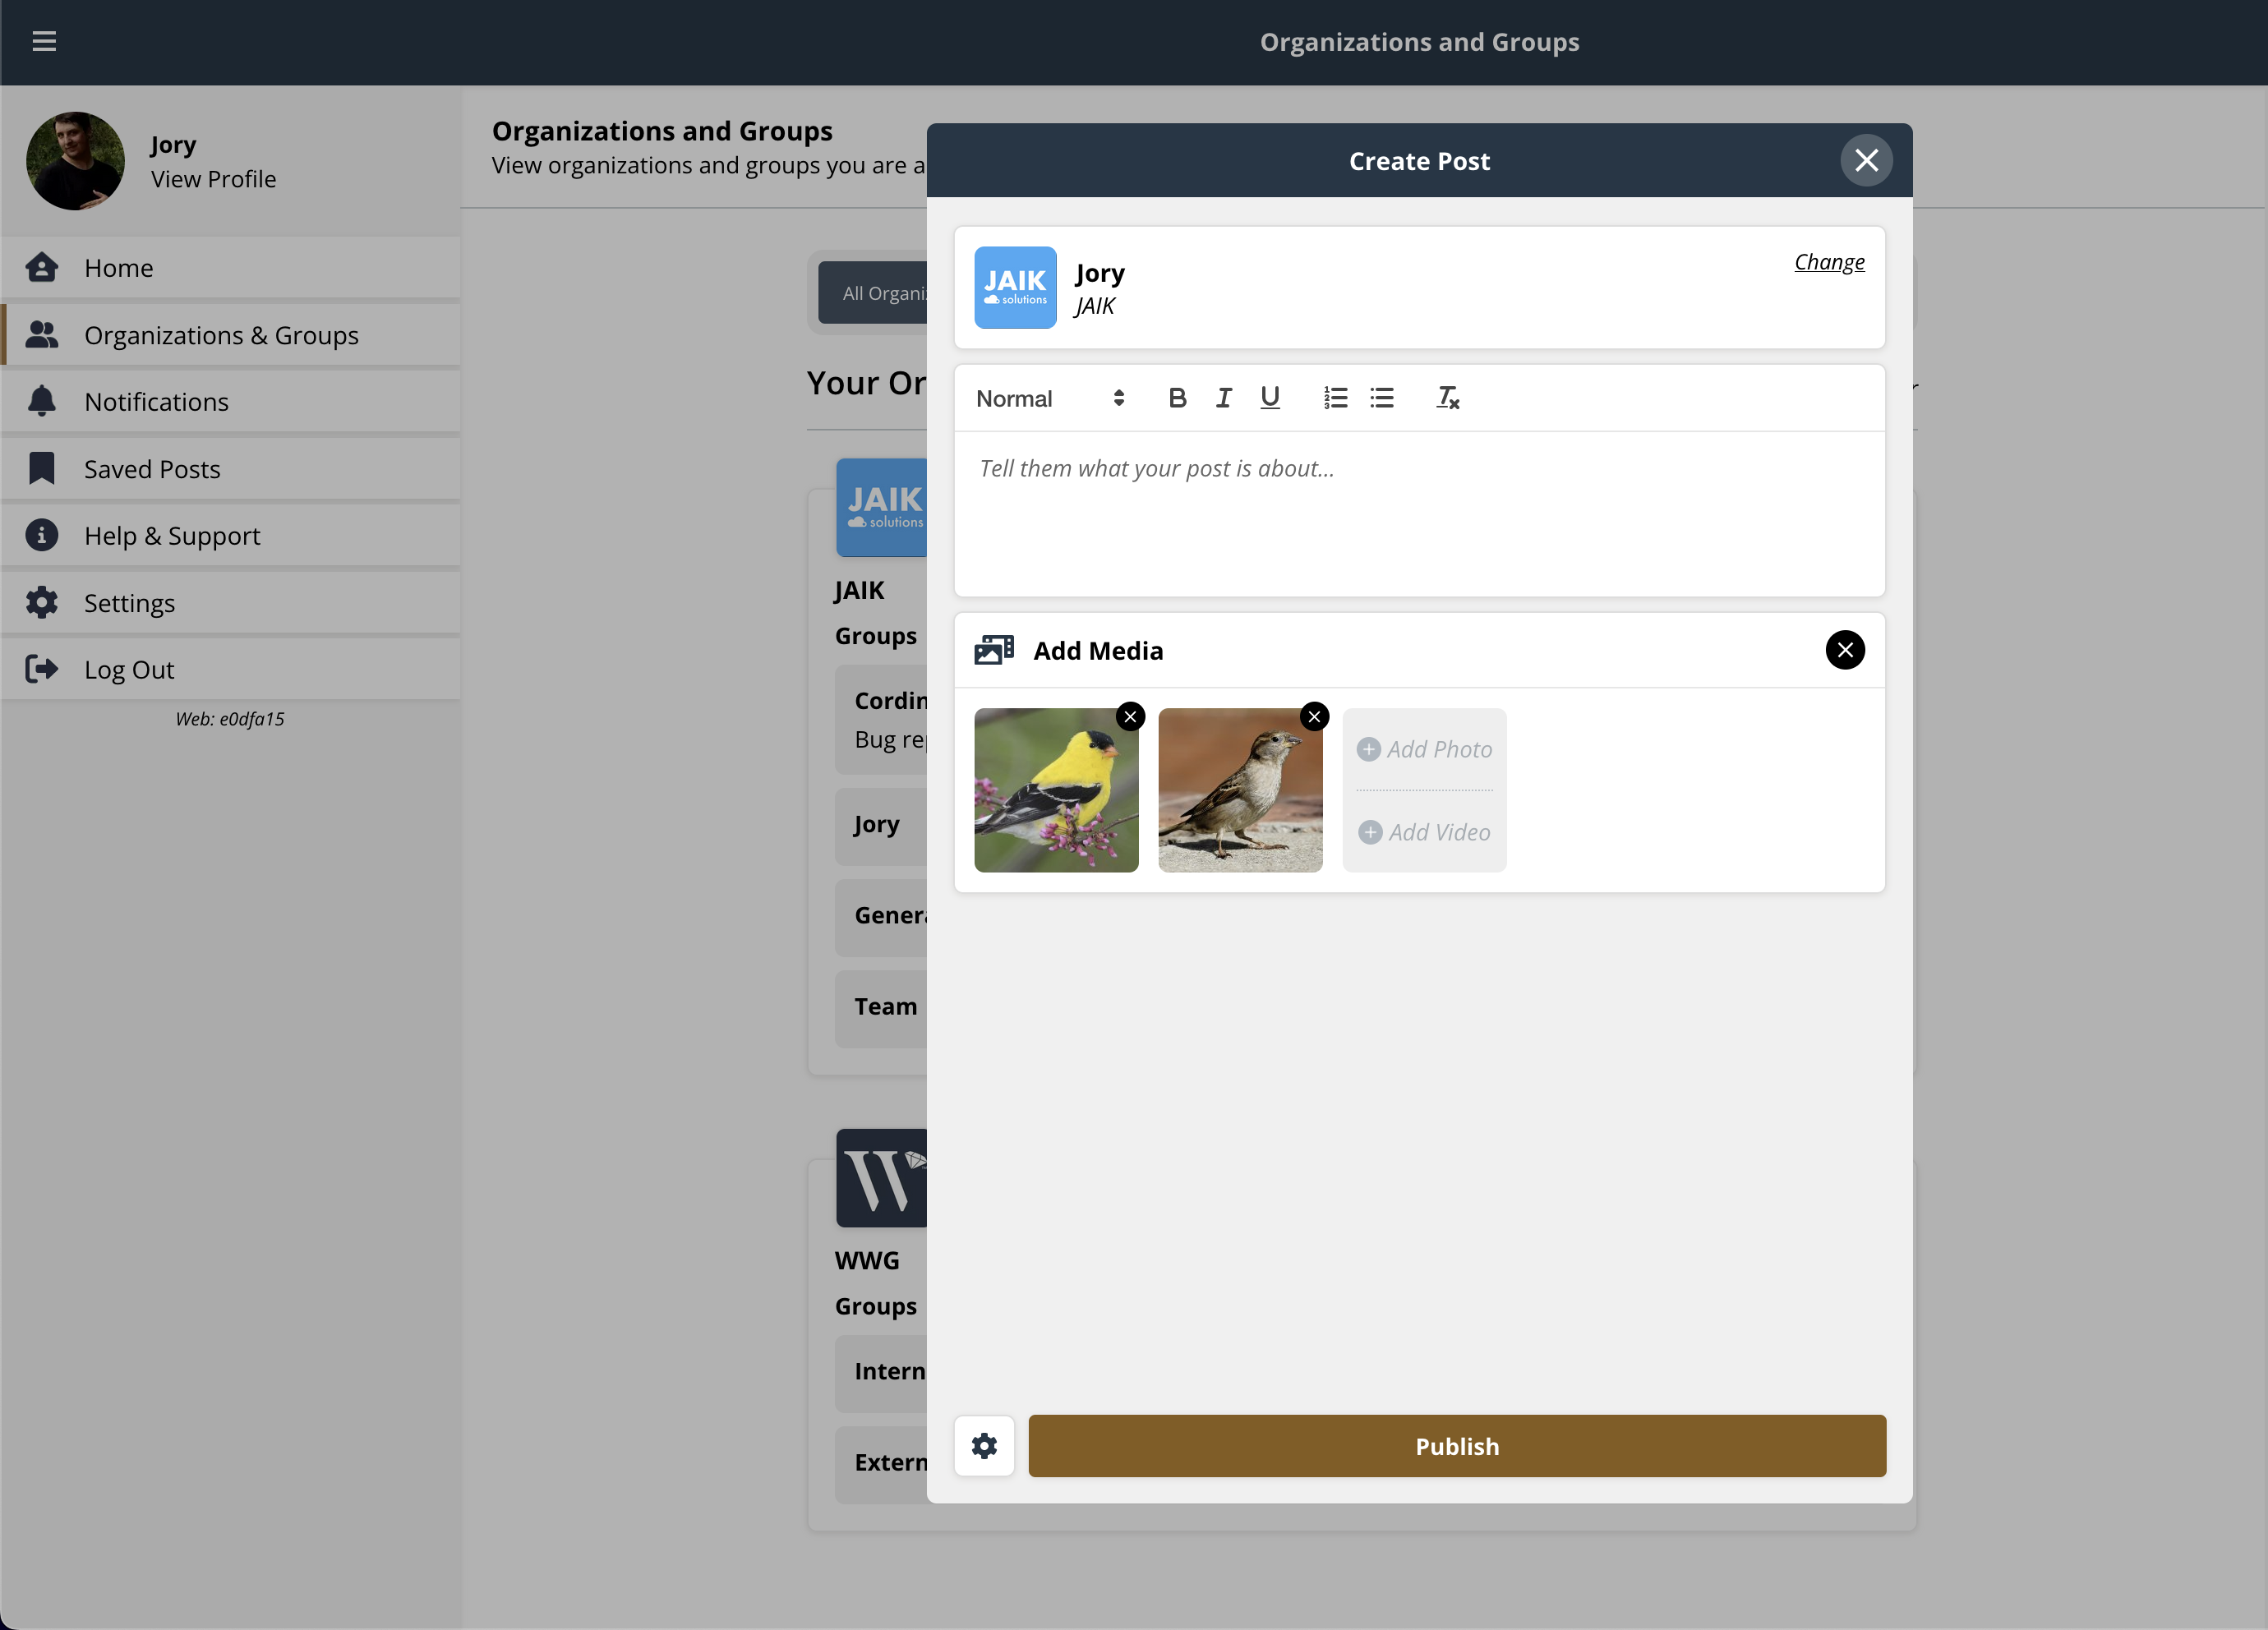 Organizations and Groups
Jory
View Profile
Home
Organizations & Groups
Notifications
Saved Posts
Help & Support
Settings
Log Out
Web: e0dfa15
Organizations and Groups
View organizations and groups you are a
All Organi
Your Or
JAIK
solutions
JAIK
Groups
Cordin
Bug rep
Jory
Genera
Team
W
WWG
Groups
Intern
Extern
Create Post
JAIK
solutions
Jory
JAIK
Change
Normal
Tell them what your post is about...
Add Media
Add Photo
Add Video
Publish